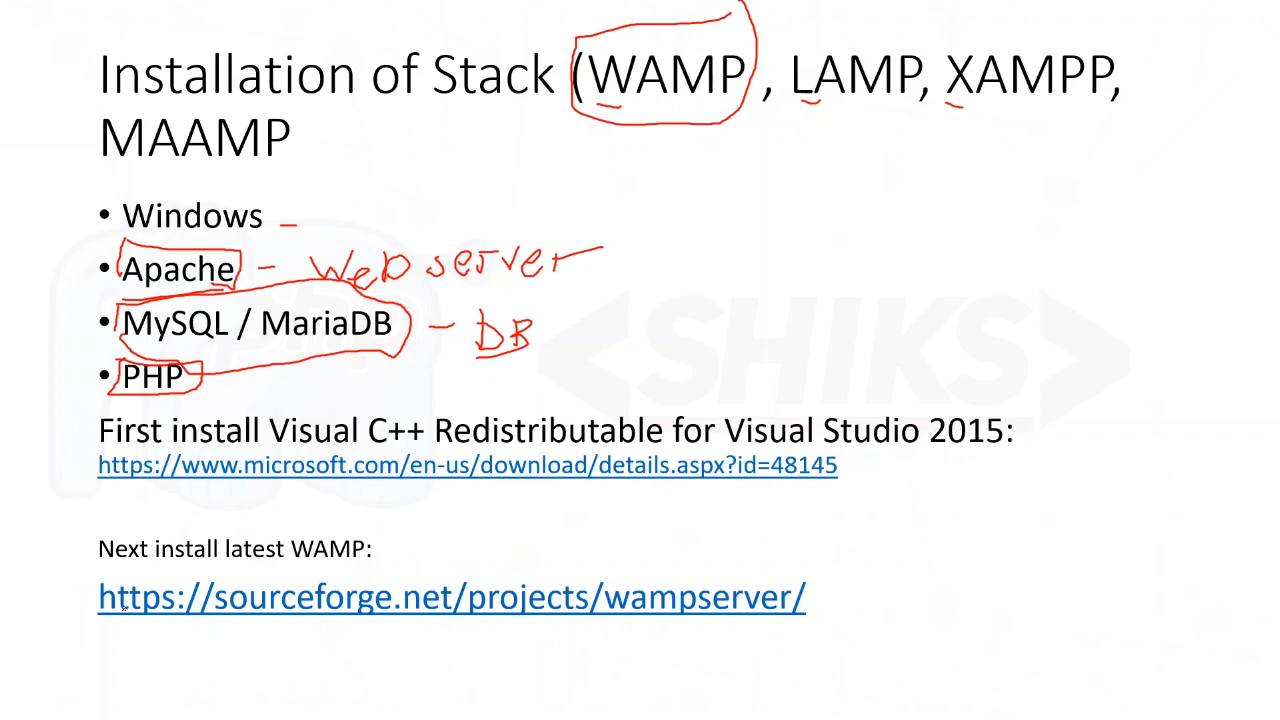 Installation of Stack (WAMP , LAMP, XAMPP,
MAAMP
• Windows –
• Apache – Web server
• MySQL / MariaDB – DB
• PHP
First install Visual C++ Redistributable for Visual Studio 2015:
https://www.microsoft.com/en-us/download/details.aspx?id=48145
Next install latest WAMP:
https://sourceforge.net/projects/wampserver/
php
<SHIKS>